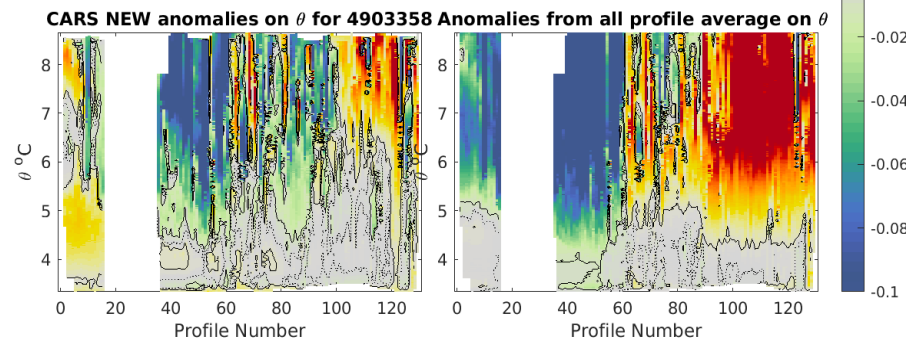 CARS NEW anomalies on θ for 4903358
Anomalies from all profile average on θ
8
7
6
5
4
θ °C
0 20 40 60 80 100 120
Profile Number
8
7
6
5
4
θ °C
0 20 40 60 80 100 120
Profile Number
-0.02
-0.04
-0.06
-0.08
-0.1